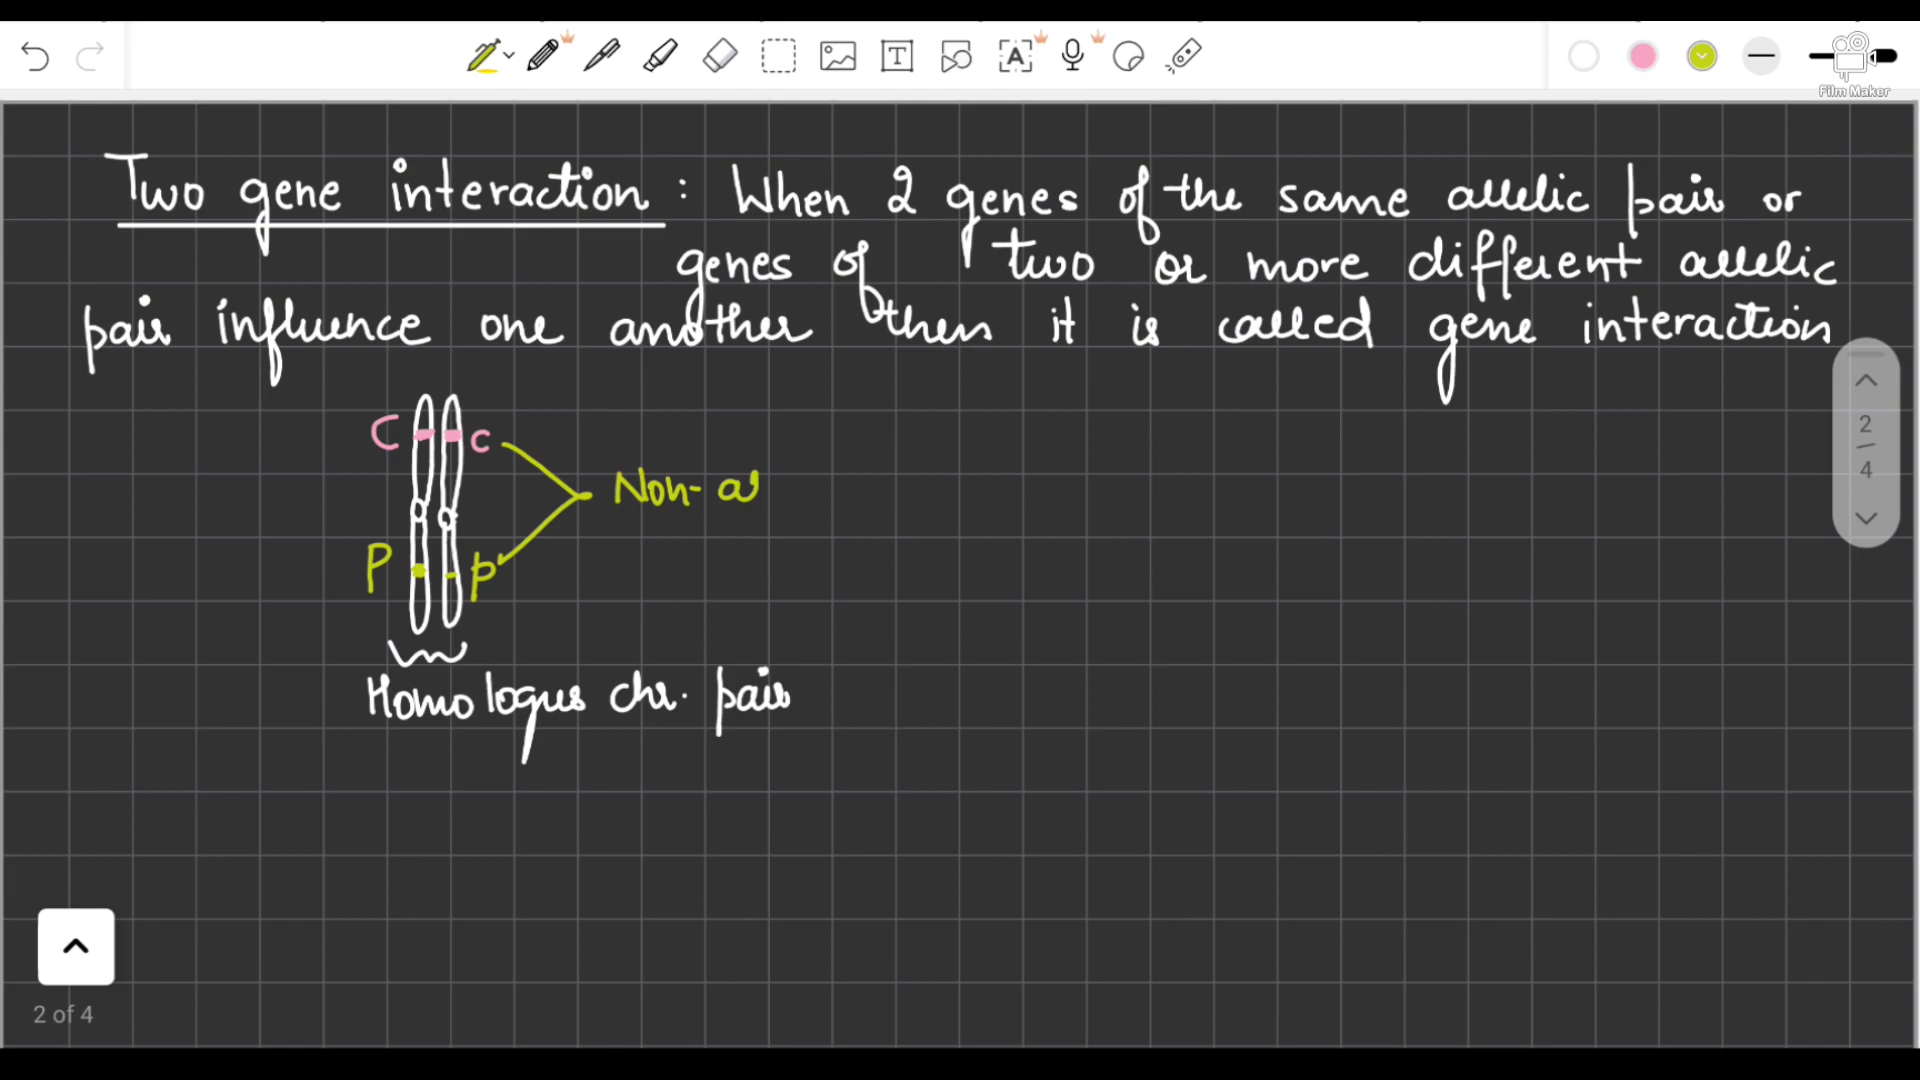 Film Maker
Two gene interaction : When 2 genes of the same allelic pair or
genes of two or more different allelic
pair influence one another then it is called gene interaction
2
4
C c
Non- al
P p
Homologus chr. pair
2 of 4